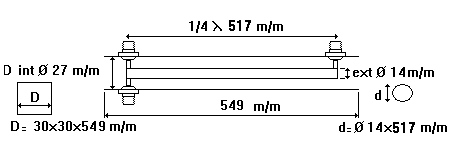 1/4 λ 517 m/m
D int Ø 27 m/m
ext Ø 14m/m
D
d
549 m/m
D= 30×30×549 m/m
d= Ø 14×517 m/m